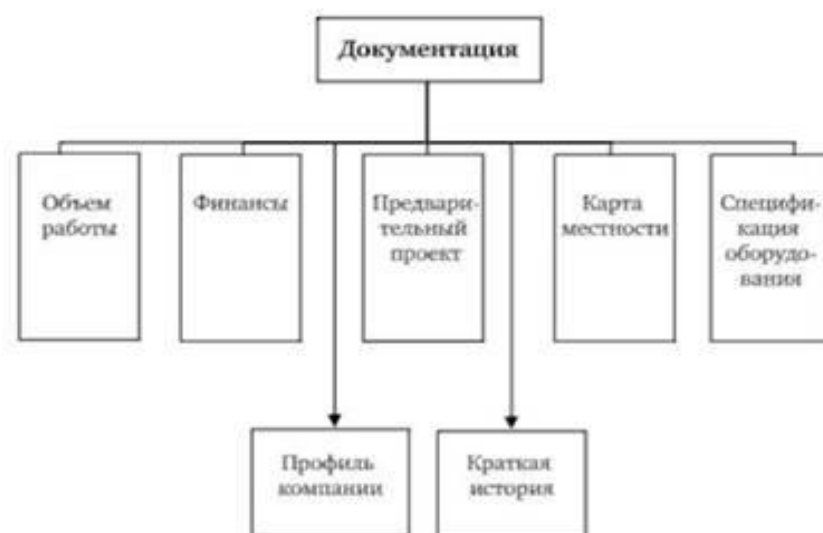 Документация
Объем
работы
Финансы
Предвари-
тельный
проект
Карта
местности
Специфи-
кация
оборудо-
вания
Профиль
компании
Краткая
история